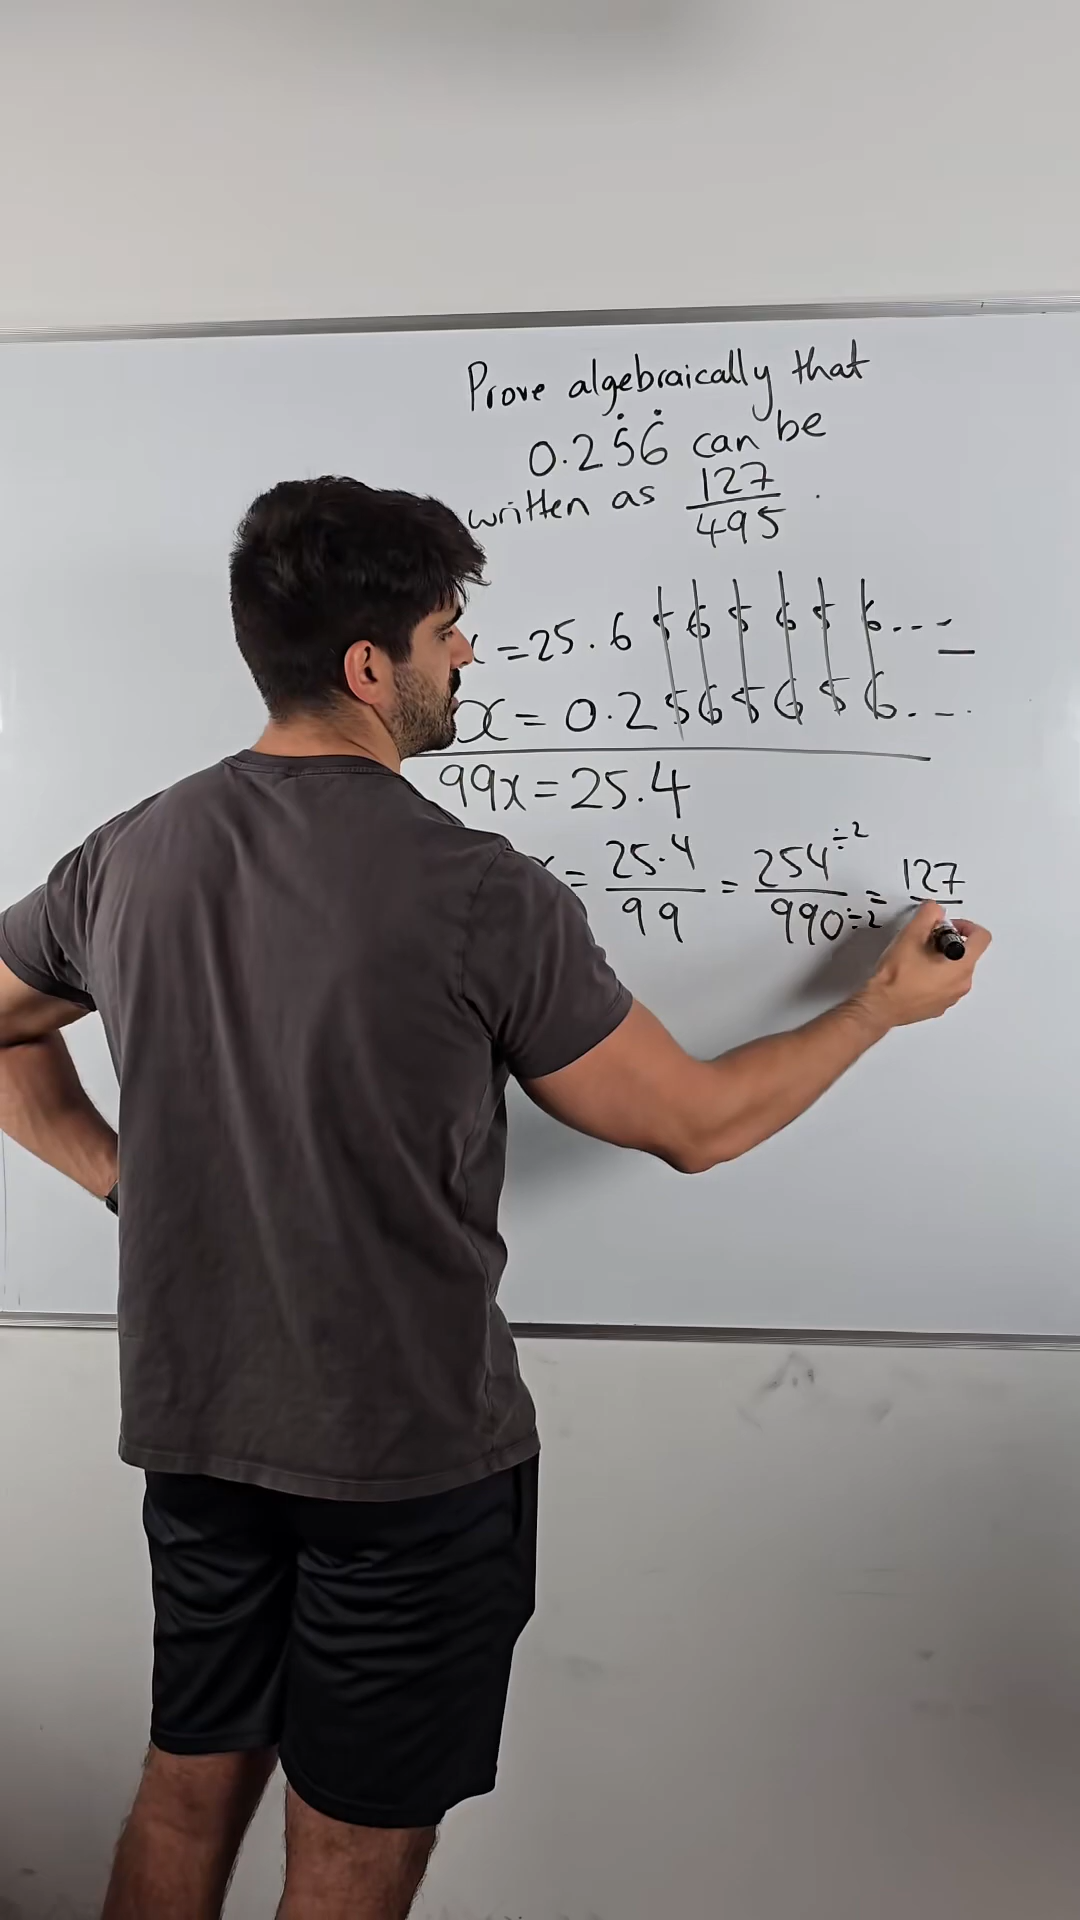 Prove algebraically that
0.25̇6̇ can be
written as 127/495 .
x = 25.6 5 6 5 6 5 6... –
x = 0.2 5 6 5 6 5 6...
99x = 25.4
= 25.4/99 = 254÷2/990÷2 = 127